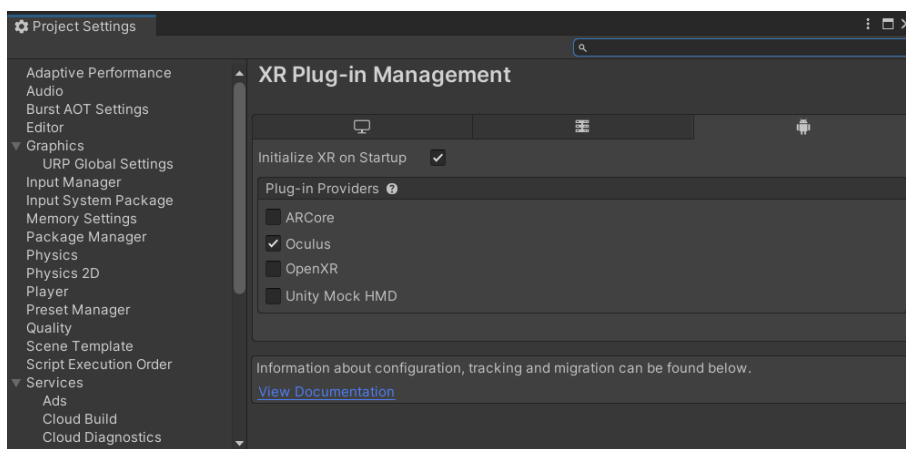 Project Settings
Adaptive Performance
Audio
Burst AOT Settings
Editor
Graphics
URP Global Settings
Input Manager
Input System Package
Memory Settings
Package Manager
Physics
Physics 2D
Player
Preset Manager
Quality
Scene Template
Script Execution Order
Services
Ads
Cloud Build
Cloud Diagnostics
XR Plug-in Management
Initialize XR on Startup
Plug-in Providers
ARCore
Oculus
OpenXR
Unity Mock HMD
Information about configuration, tracking and migration can be found below.
View Documentation